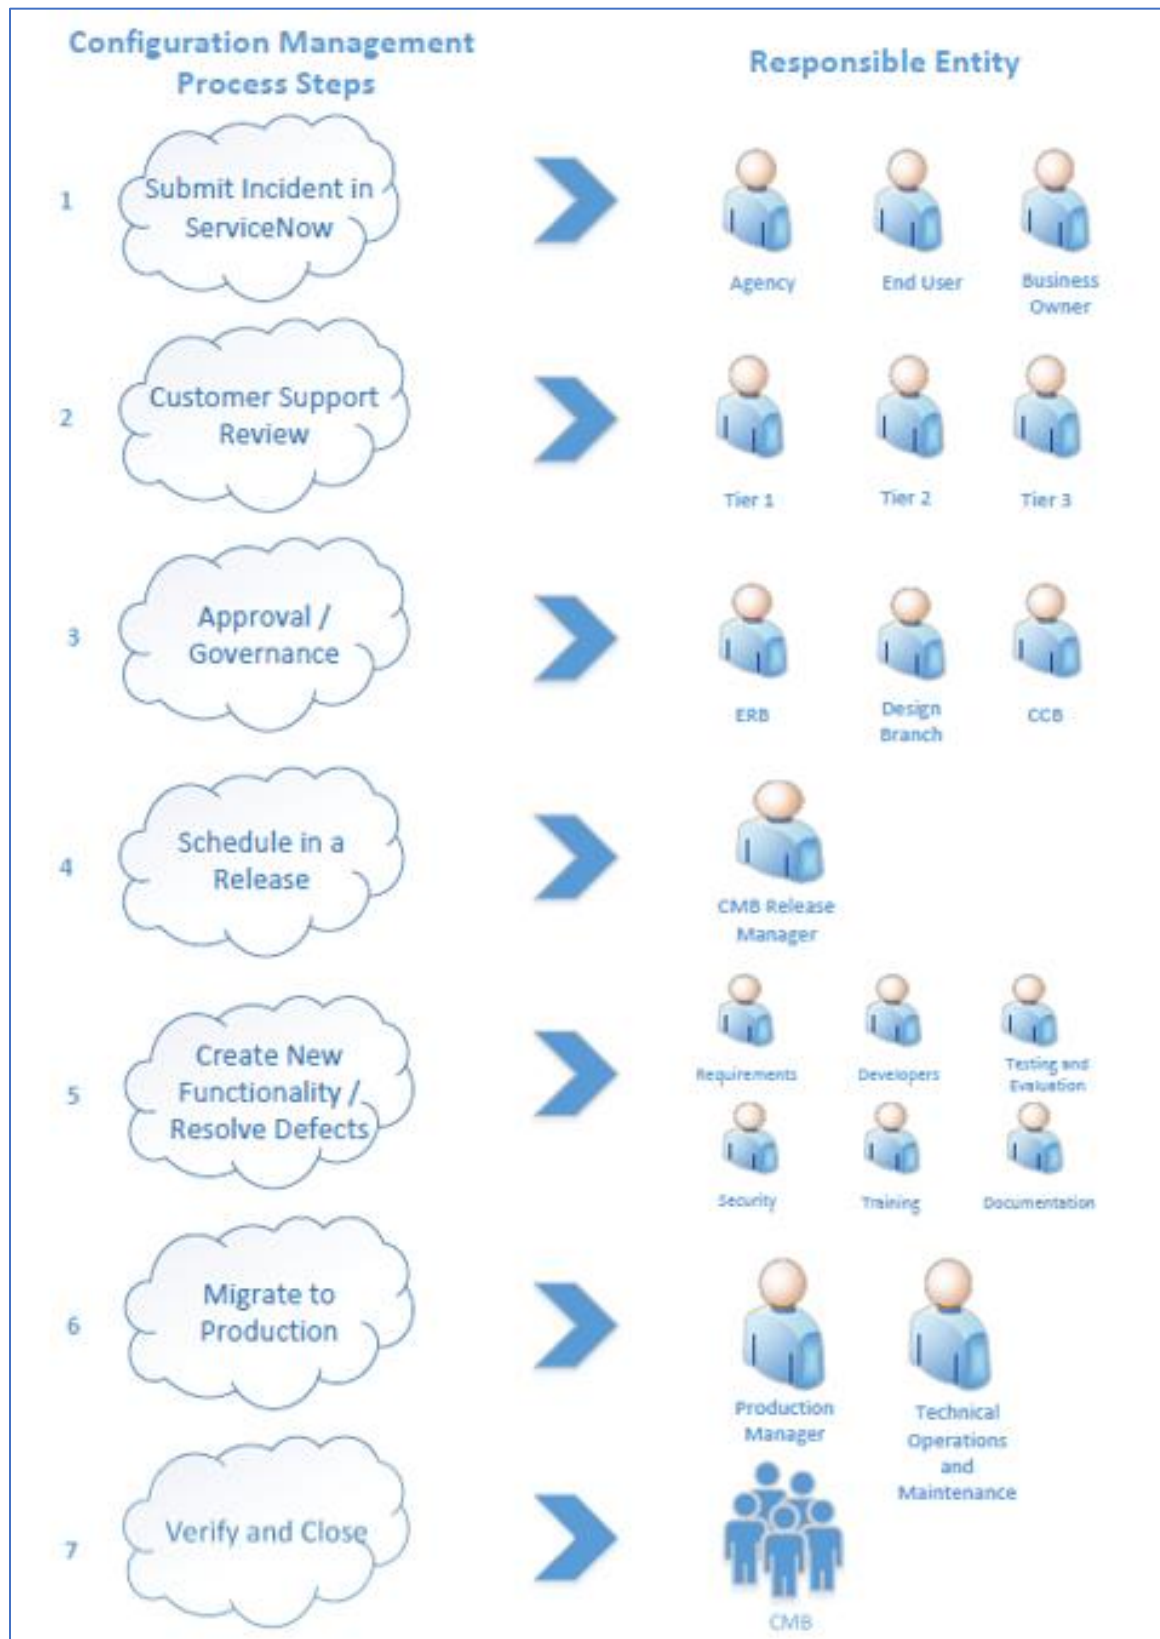 Configuration Management
Process Steps
Responsible Entity
1
Submit Incident in
ServiceNow
Agency
End User
Business
Owner
2
Customer Support
Review
Tier 1
Tier 2
Tier 3
3
Approval /
Governance
ERB
Design
Branch
CCB
4
Schedule in a
Release
CMB Release
Manager
5
Create New
Functionality /
Resolve Defects
Requirements
Developers
Testing and
Evaluation
Security
Training
Documentation
6
Migrate to
Production
Production
Manager
Technical
Operations
and
Maintenance
7
Verify and Close
CMB